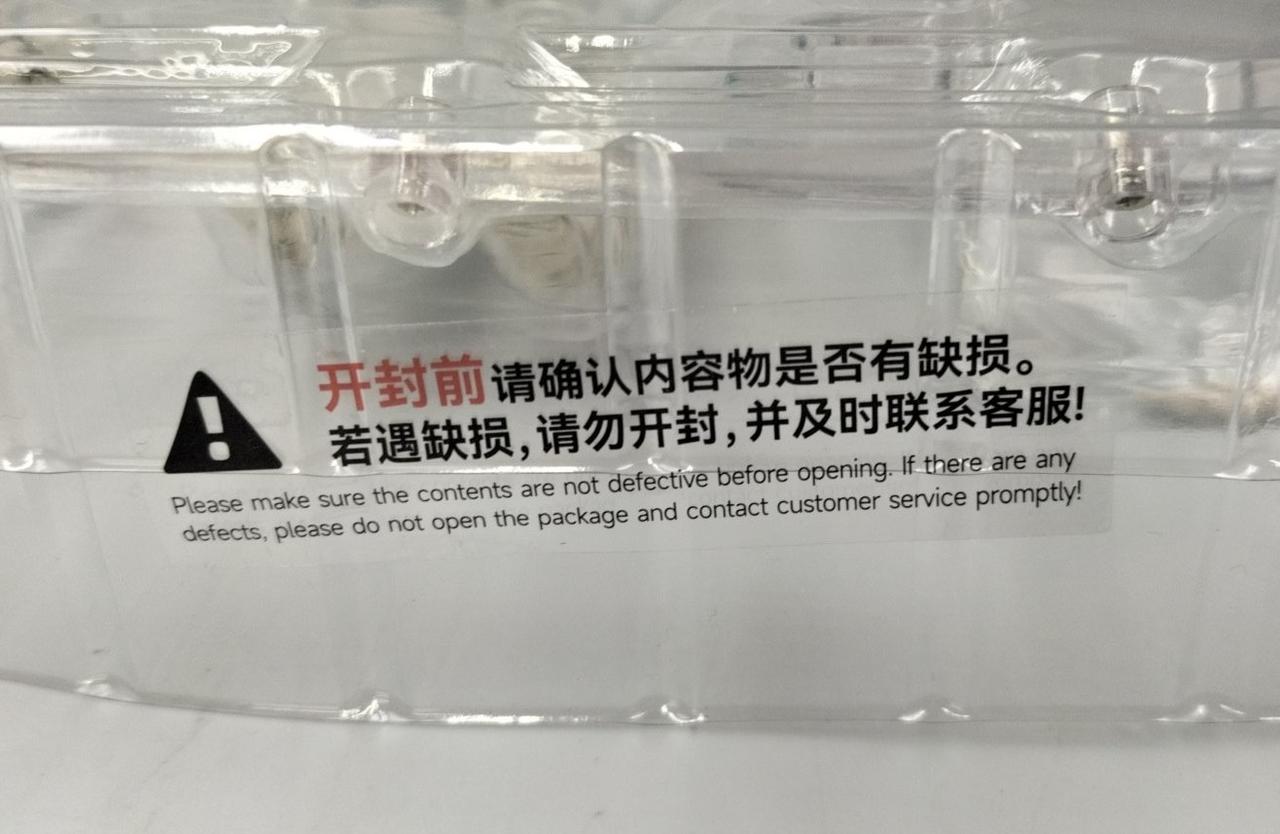 开封前请确认内容物是否有缺损。
若遇缺损,请勿开封,并及时联系客服!
Please make sure the contents are not defective before opening. If there are any
defects, please do not open the package and contact customer service promptly!